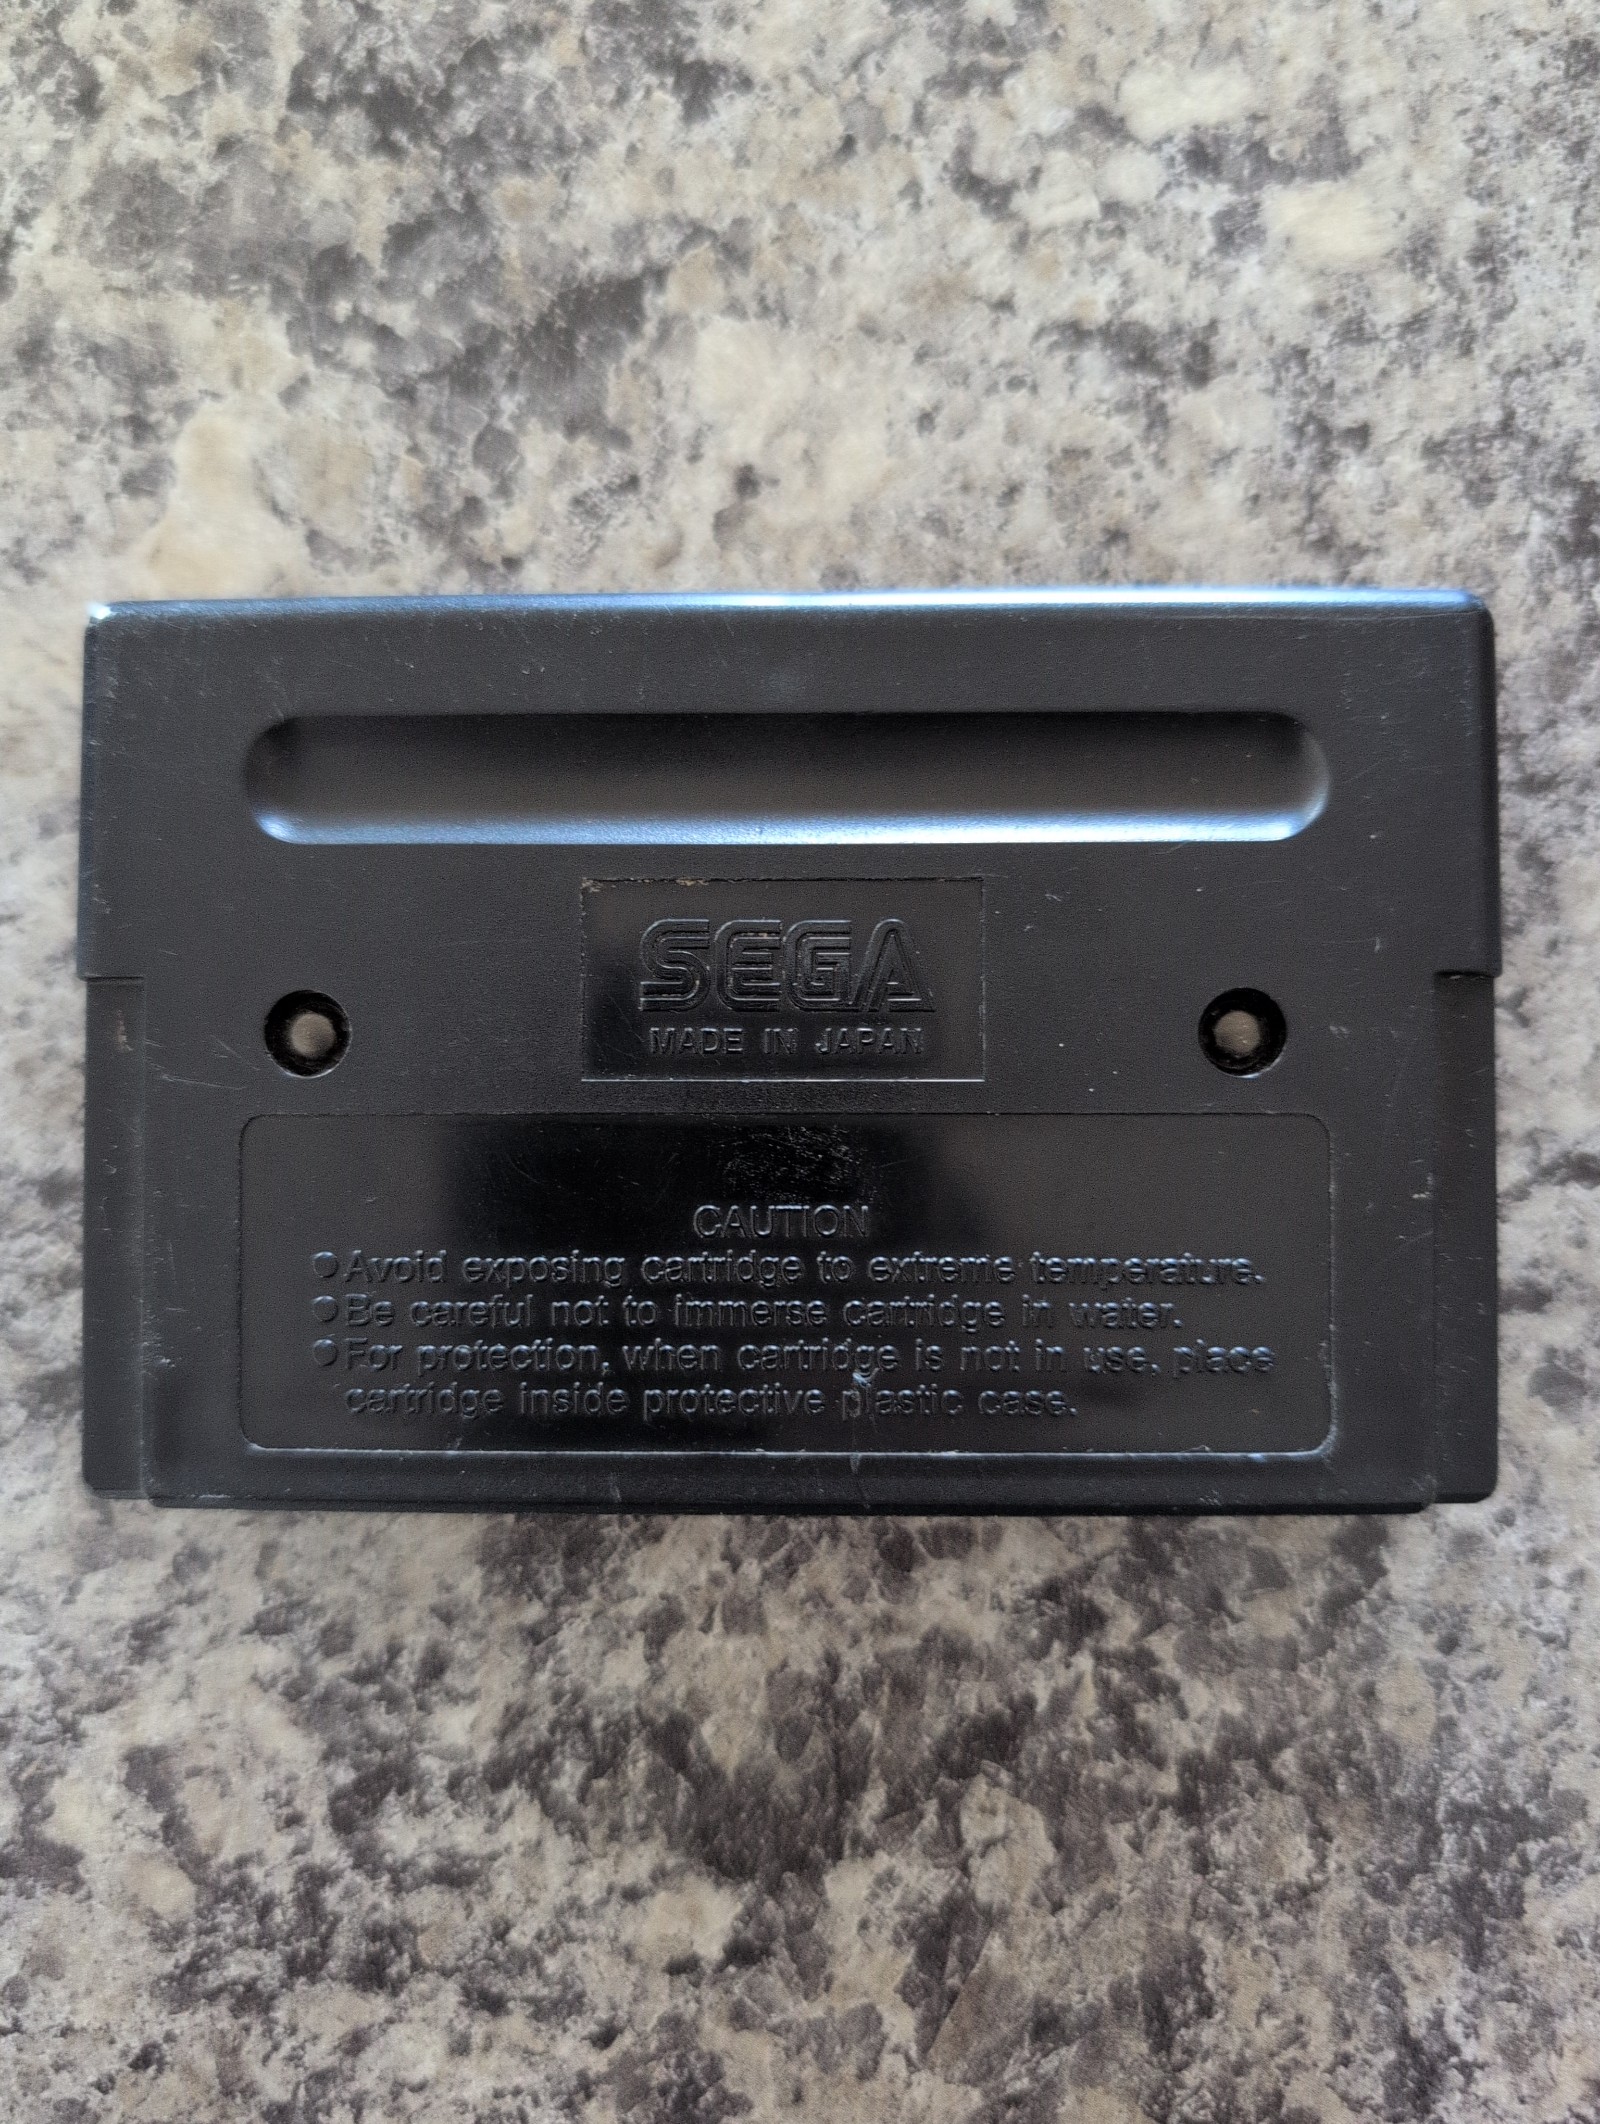 SEGA
MADE IN JAPAN
CAUTION
●Avoid exposing cartridge to extreme temperature.
●Be careful not to immerse cartridge in water.
●For protection, when cartridge is not in use, place
cartridge inside protective plastic case.